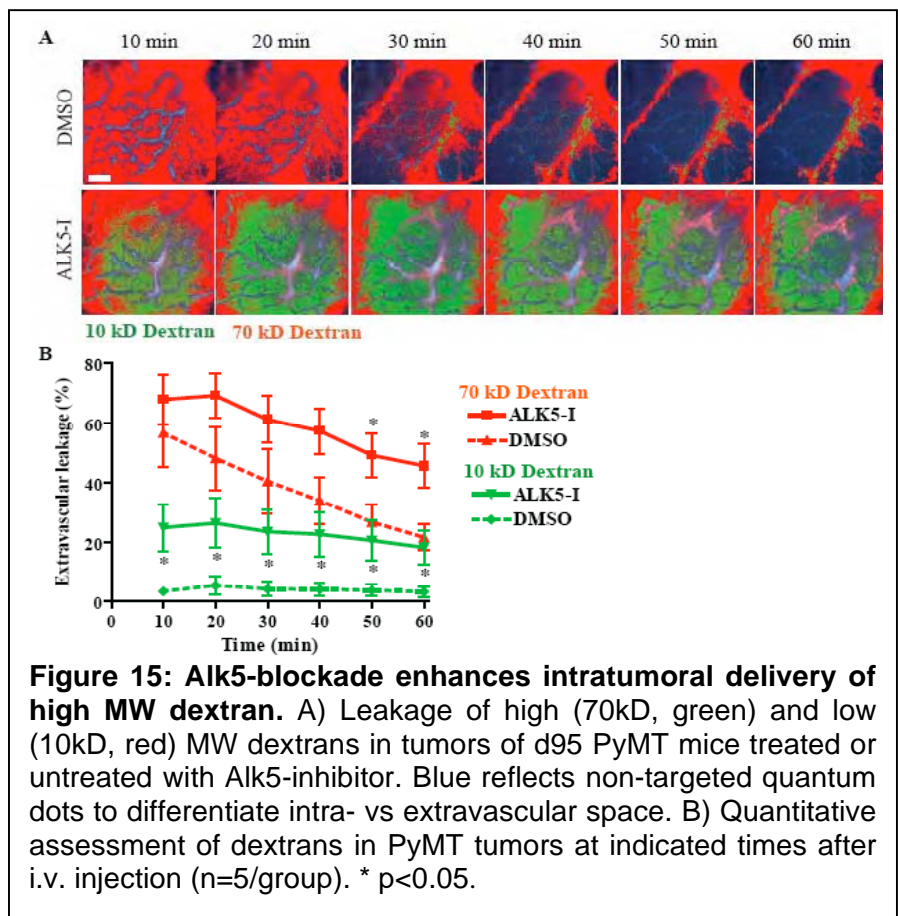 A
10 min 20 min 30 min 40 min 50 min 60 min
DMSO
ALK5-I
10 kD Dextran 70 kD Dextran
B
80
60
40
20
0
Extravascular leakage (%)
* *
* * * * * *
0 10 20 30 40 50 60
Time (min)
70 kD Dextran
ALK5-I
DMSO
10 kD Dextran
ALK5-I
DMSO
Figure 15: Alk5-blockade enhances intratumoral delivery of
high MW dextran. A) Leakage of high (70kD, green) and low
(10kD, red) MW dextrans in tumors of d95 PyMT mice treated or
untreated with Alk5-inhibitor. Blue reflects non-targeted quantum
dots to differentiate intra- vs extravascular space. B) Quantitative
assessment of dextrans in PyMT tumors at indicated times after
i.v. injection (n=5/group). * p<0.05.